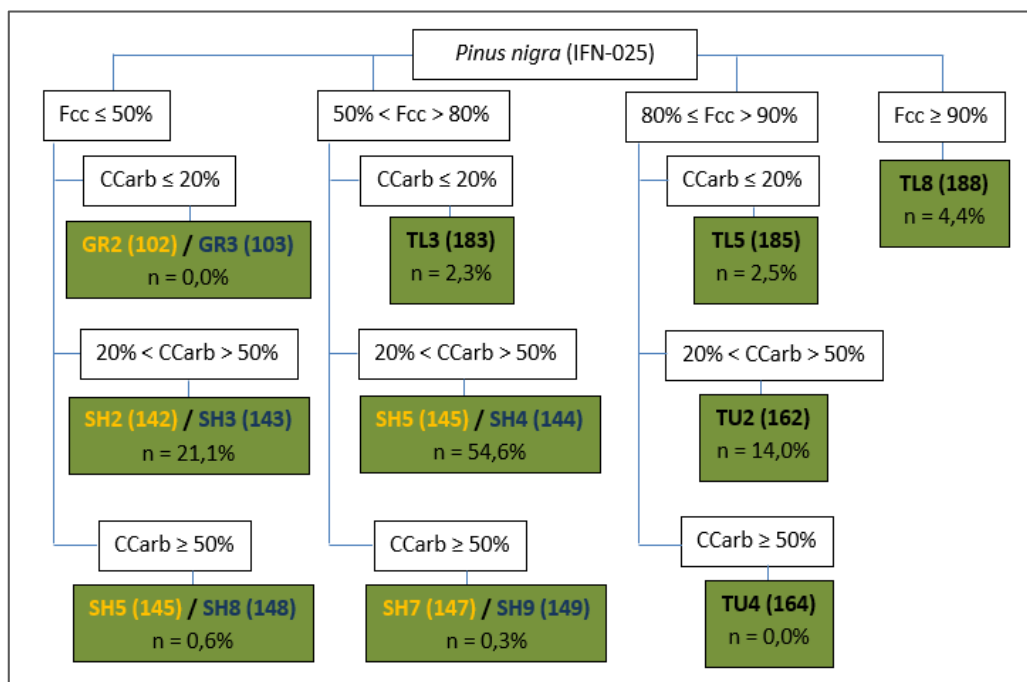 Pinus nigra (IFN-025)
Fcc ≤ 50%
CCarb ≤ 20%
GR2 (102) / GR3 (103)
n = 0,0%
20% < CCarb > 50%
SH2 (142) / SH3 (143)
n = 21,1%
CCarb ≥ 50%
SH5 (145) / SH8 (148)
n = 0,6%
50% < Fcc > 80%
CCarb ≤ 20%
TL3 (183)
n = 2,3%
20% < CCarb > 50%
SH5 (145) / SH4 (144)
n = 54,6%
CCarb ≥ 50%
SH7 (147) / SH9 (149)
n = 0,3%
80% ≤ Fcc > 90%
CCarb ≤ 20%
TL5 (185)
n = 2,5%
20% < CCarb > 50%
TU2 (162)
n = 14,0%
CCarb ≥ 50%
TU4 (164)
n = 0,0%
Fcc ≥ 90%
TL8 (188)
n = 4,4%